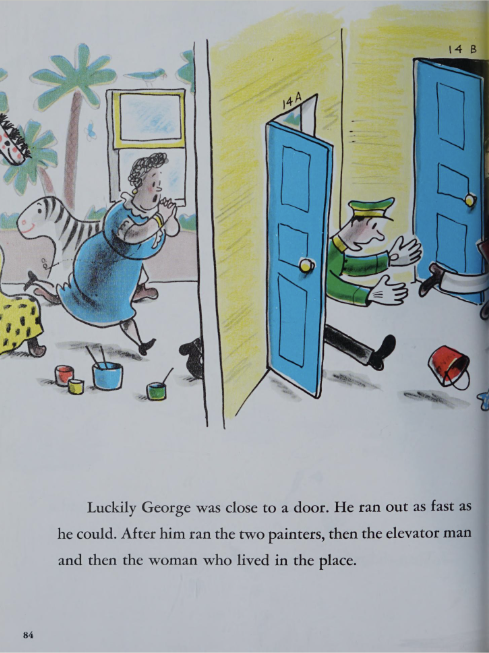 14 B
14 A
Luckily George was close to a door. He ran out as fast as
he could. After him ran the two painters, then the elevator man
and then the woman who lived in the place.
84